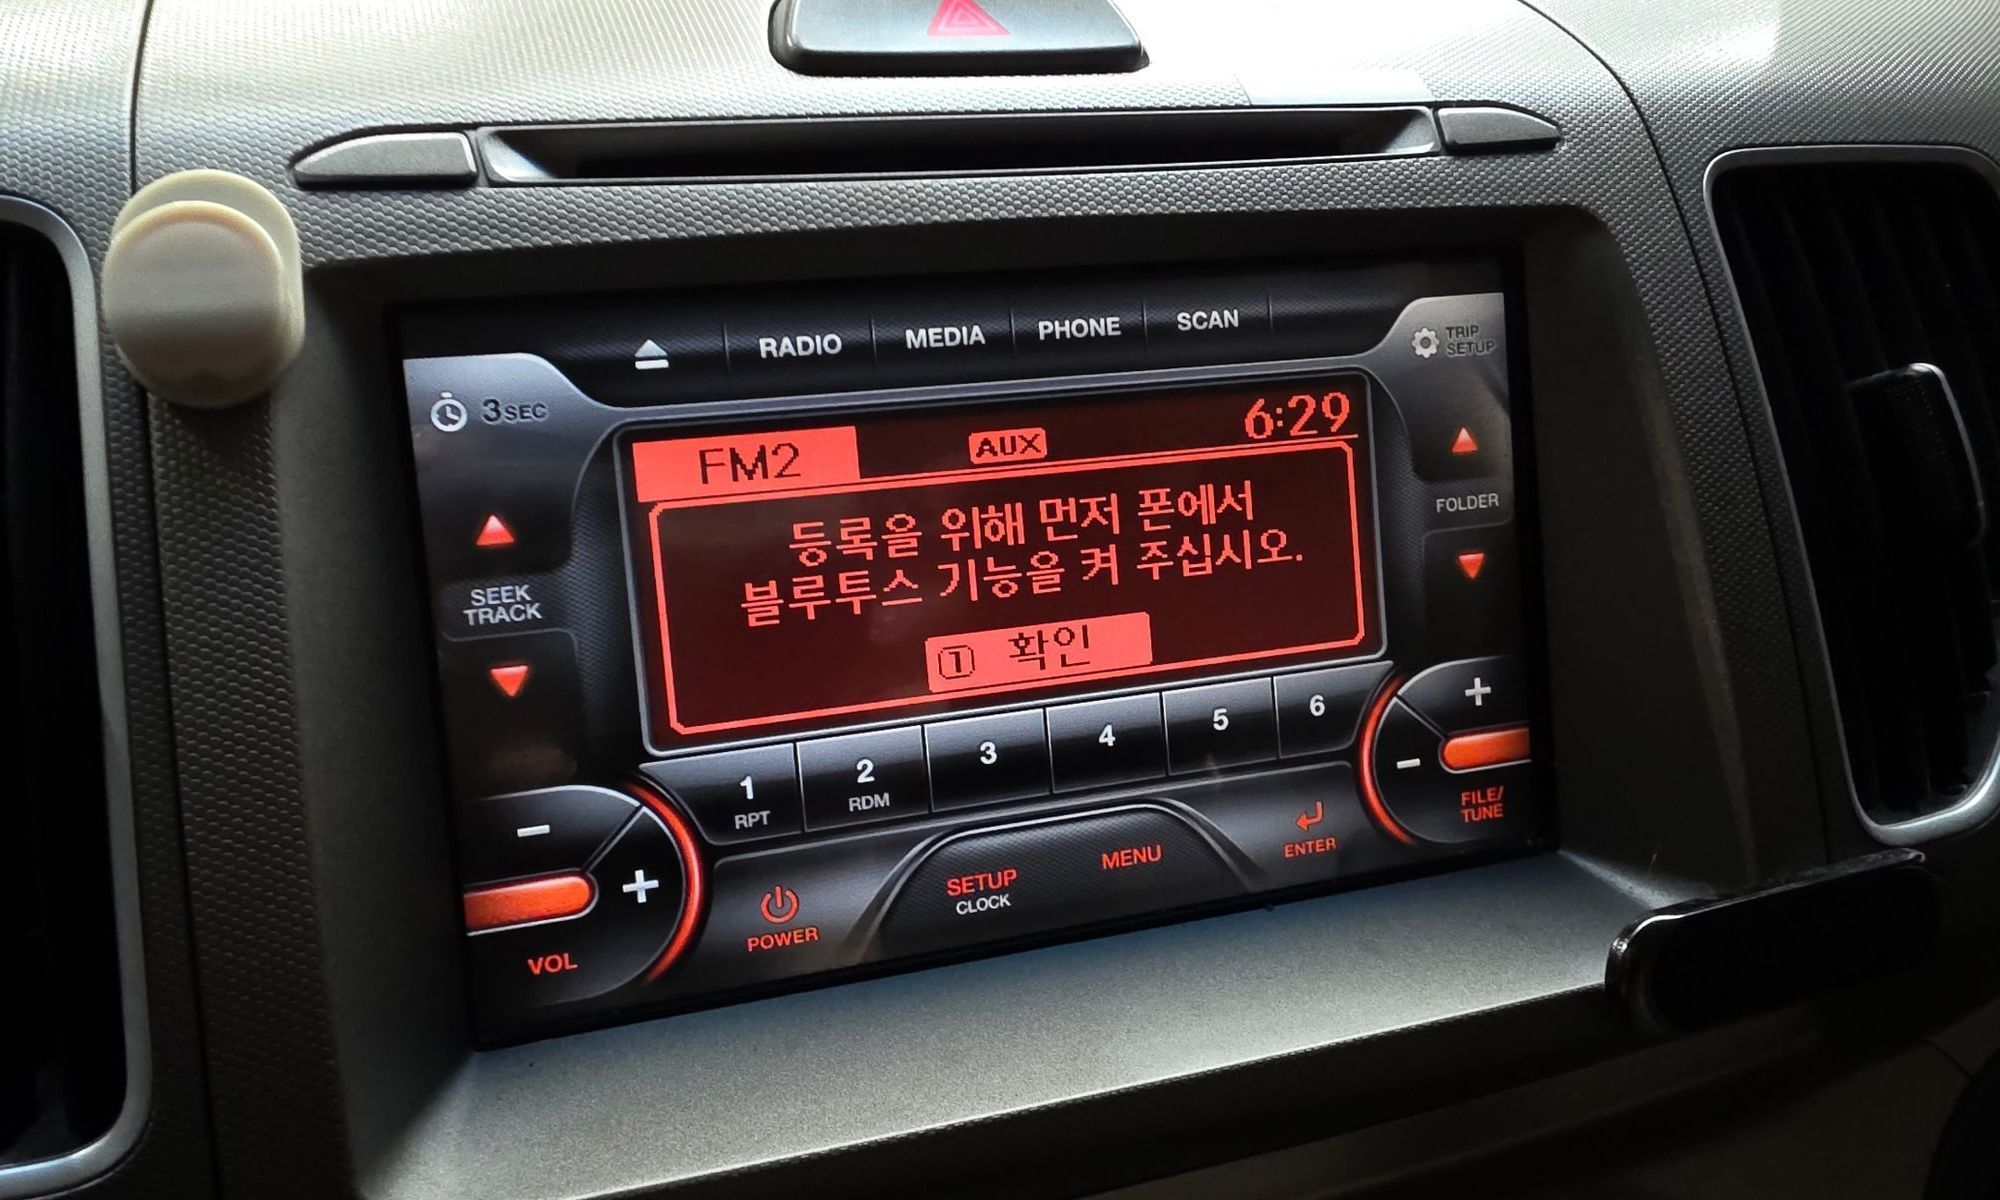 RADIO MEDIA PHONE SCAN
TRIP
SETUP
3SEC
FM2 AUX 6:29
등록을 위해 먼저 폰에서
블루투스 기능을 켜 주십시오.
① 확인
SEEK
TRACK
FOLDER
1 2 3 4 5 6
RPT RDM
VOL
POWER
SETUP
CLOCK
MENU
ENTER
FILE/
TUNE